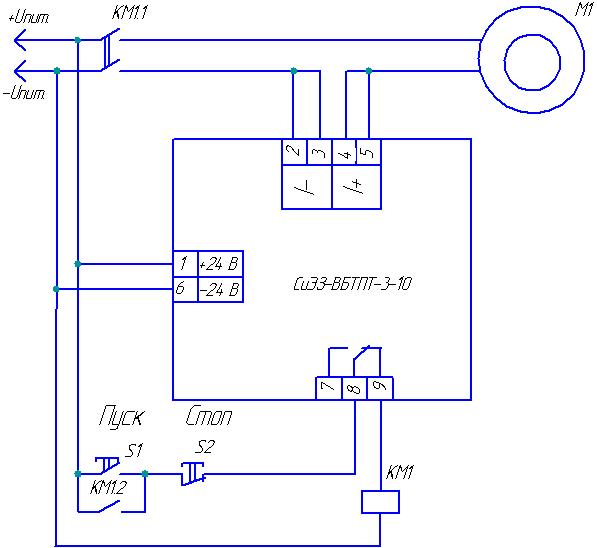 +Uпит.
КМ1.1
М1
-Uпит.
2
3
4
5
I-
I+
1
+24 В
6
-24 В
СиЭЗ-ВБТПТ-3-10
7
8
9
Пуск
Стоп
S1
S2
КМ1.2
КМ1